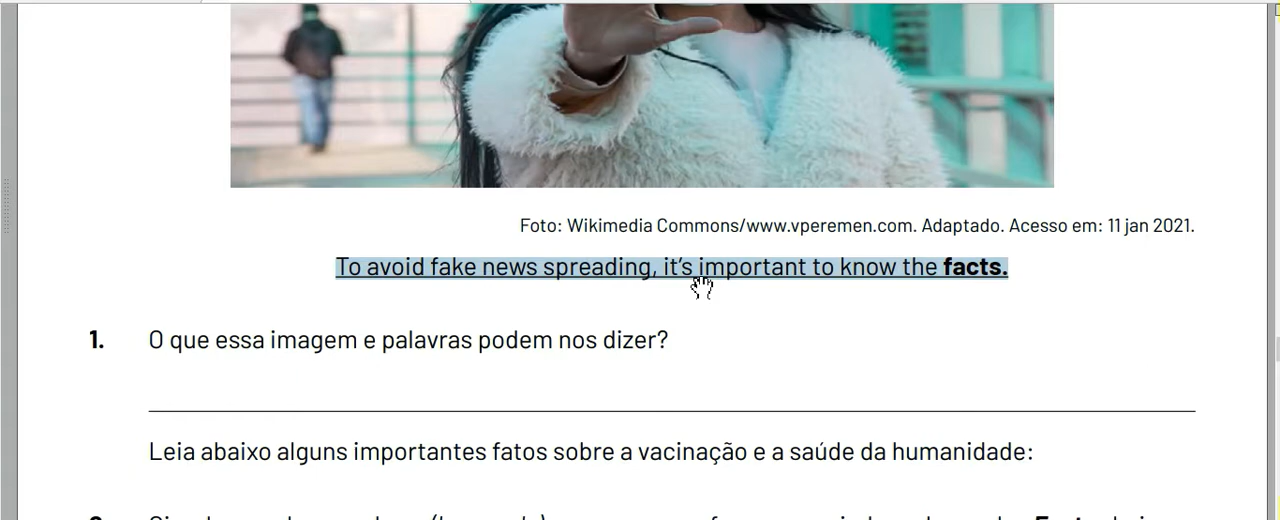 Foto: Wikimedia Commons/www.vperemen.com. Adaptado. Acesso em: 11 jan 2021.
To avoid fake news spreading, it's important to know the facts.
1. O que essa imagem e palavras podem nos dizer?
Leia abaixo alguns importantes fatos sobre a vacinação e a saúde da humanidade: